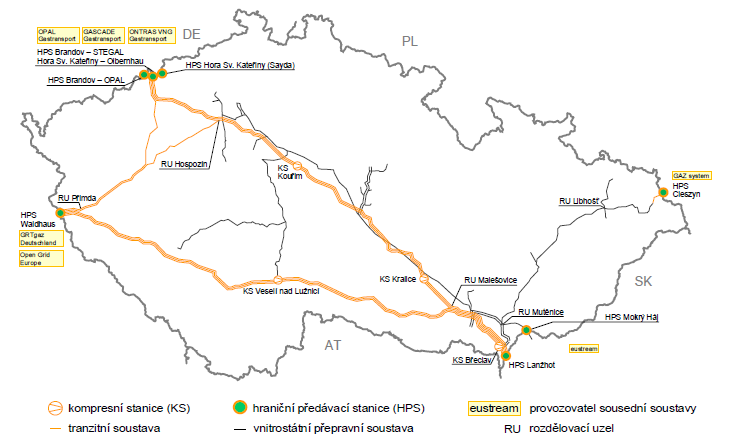 OPAL
Gastransport
GASCADE
Gastransport
ONTRAS VNG
Gastransport
DE
PL
HPS Brandov – STEGAL
Hora Sv. Kateřiny – Olbernhau
HPS Hora Sv. Kateřiny (Sayda)
HPS Brandov – OPAL
RU Hospozín
KS
Kouřim
GAZ system
HPS
Cieszyn
RU Přimda
RU Libhošť
HPS
Waidhaus
GRTgaz
Deutschland
Open Grid
Europe
KS Kralice
RU Malešovice
SK
KS Veselí nad Lužnicí
RU Mutěnice
HPS Mokrý Háj
AT
eustream
KS Břeclav
HPS Lanžhot
kompresní stanice (KS)
hraniční předávací stanice (HPS)
eustream
provozovatel sousední soustavy
tranzitní soustava
vnitrostátní přepravní soustava
RU
rozdělovací uzel